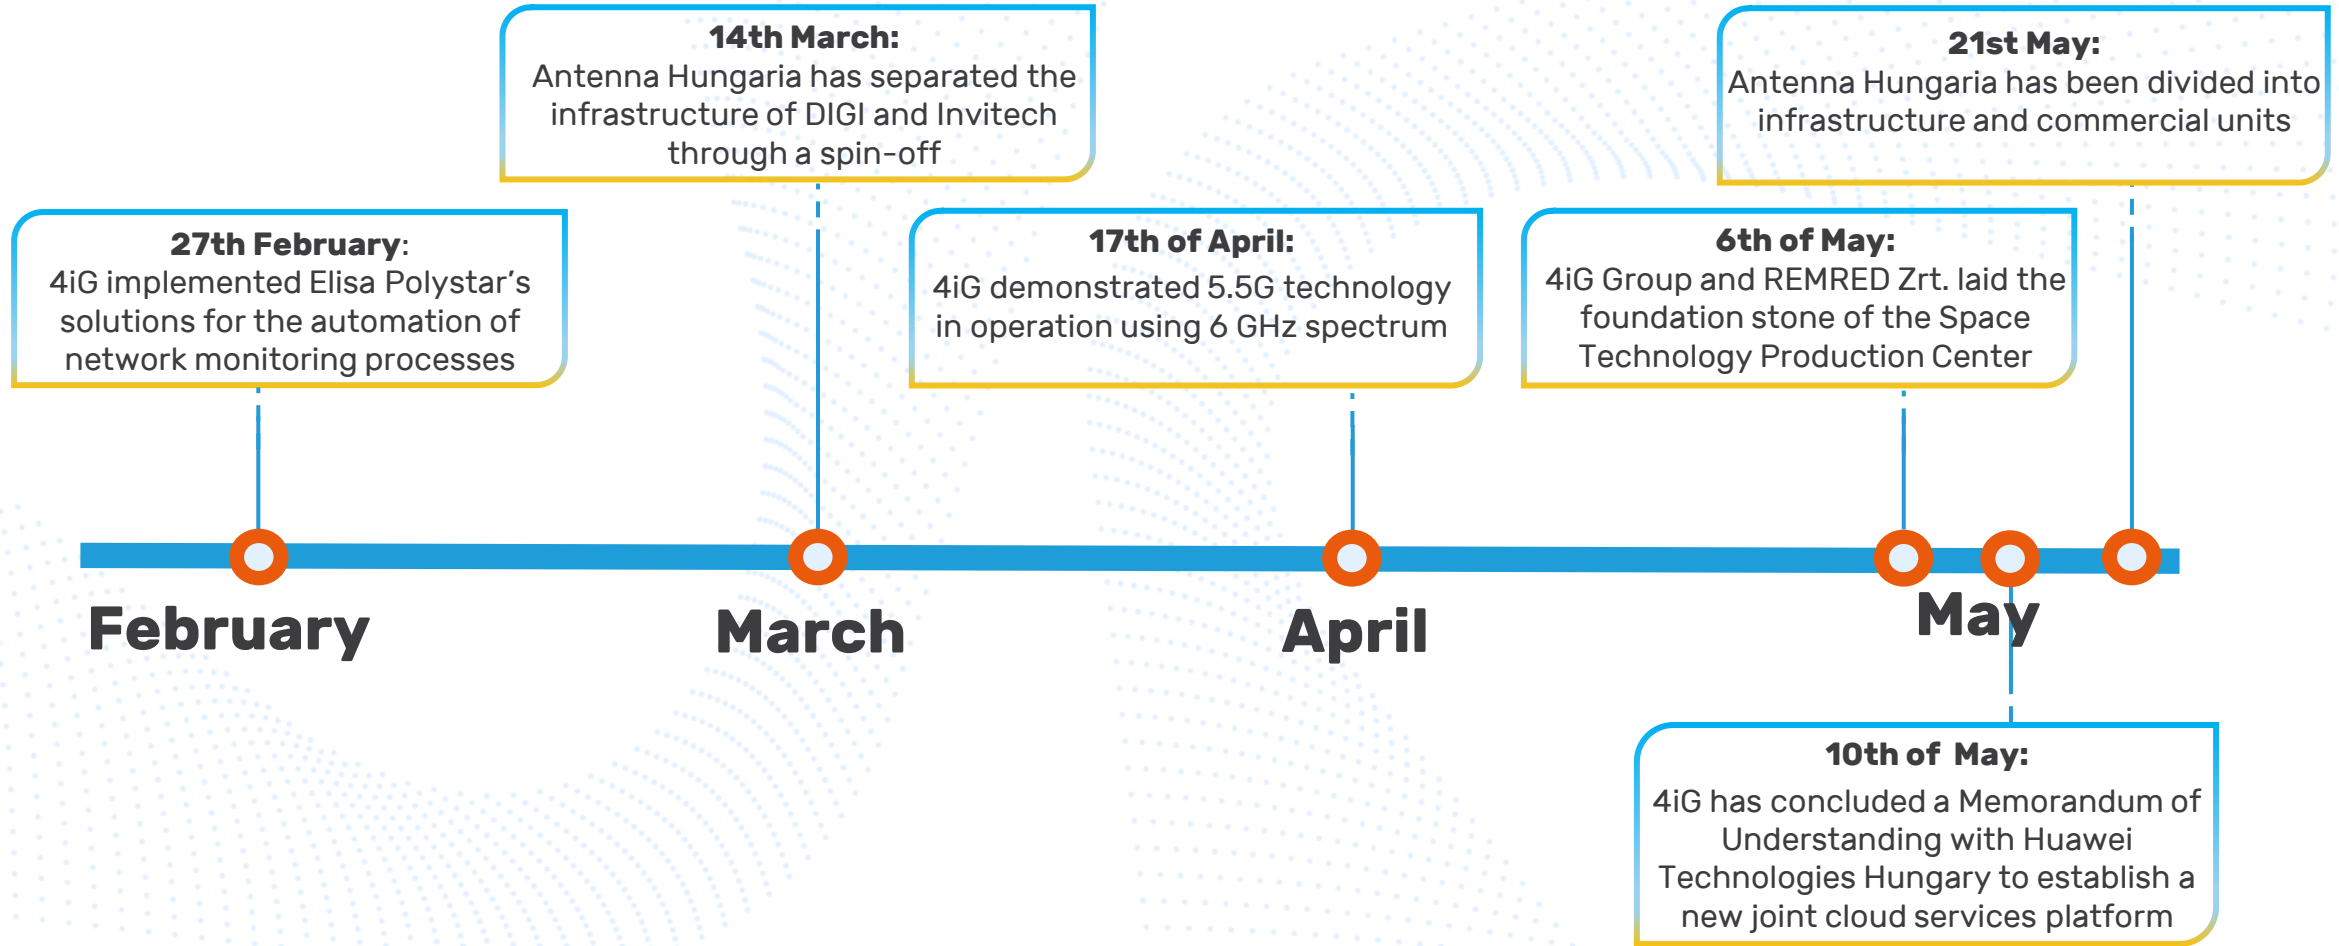 14th March:
Antenna Hungaria has separated the
infrastructure of DIGI and Invitech
through a spin-off
21st May:
Antenna Hungaria has been divided into
infrastructure and commercial units
27th February:
4iG implemented Elisa Polystar’s
solutions for the automation of
network monitoring processes
17th of April:
4iG demonstrated 5.5G technology
in operation using 6 GHz spectrum
6th of May:
4iG Group and REMRED Zrt. laid the
foundation stone of the Space
Technology Production Center
February
March
April
May
10th of May:
4iG has concluded a Memorandum of
Understanding with Huawei
Technologies Hungary to establish a
new joint cloud services platform